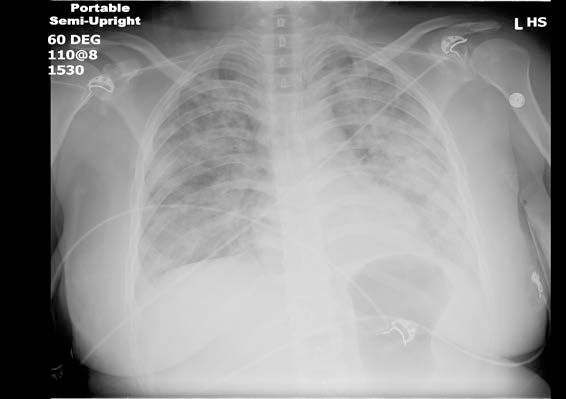 Portable
Semi-Upright
60 DEG
110@8
1530
L HS